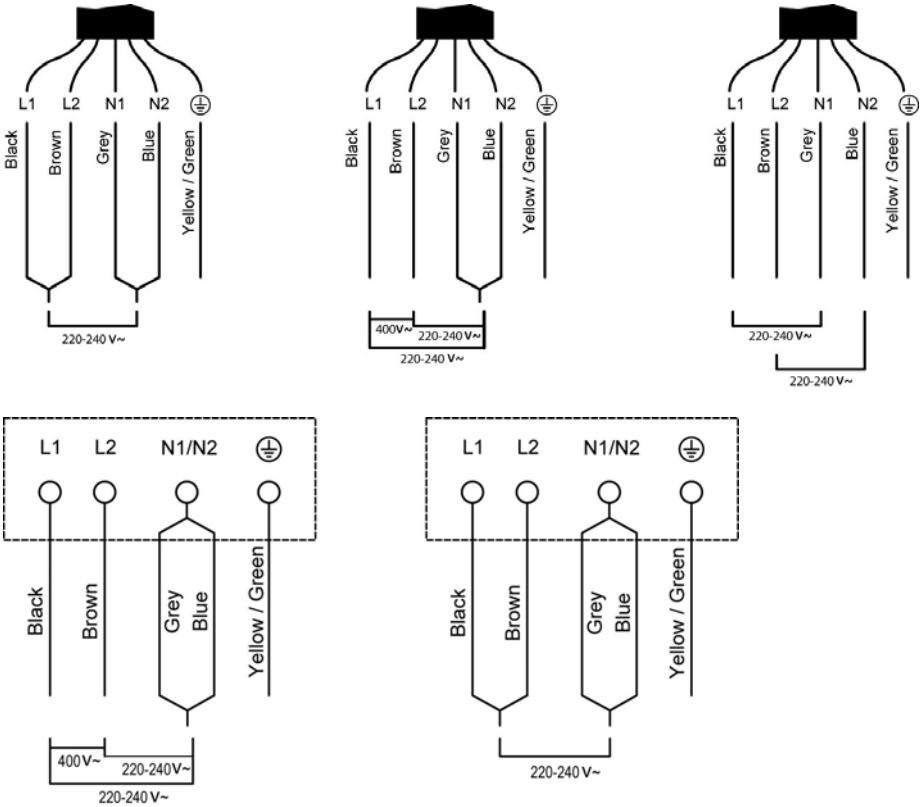 L1 L2 N1 N2
Black
Brown
Grey
Blue
Yellow / Green
220-240 V~
L1 L2 N1 N2
Black
Brown
Grey
Blue
Yellow / Green
400V~
220-240 V~
220-240 V~
L1 L2 N1 N2
Black
Brown
Grey
Blue
Yellow / Green
220-240 V~
220-240 V~
L1 L2 N1/N2
Black
Brown
Grey
Blue
Yellow / Green
400V~
220-240V~
220-240 V~
L1 L2 N1/N2
Black
Brown
Grey
Blue
Yellow / Green
220-240 V~